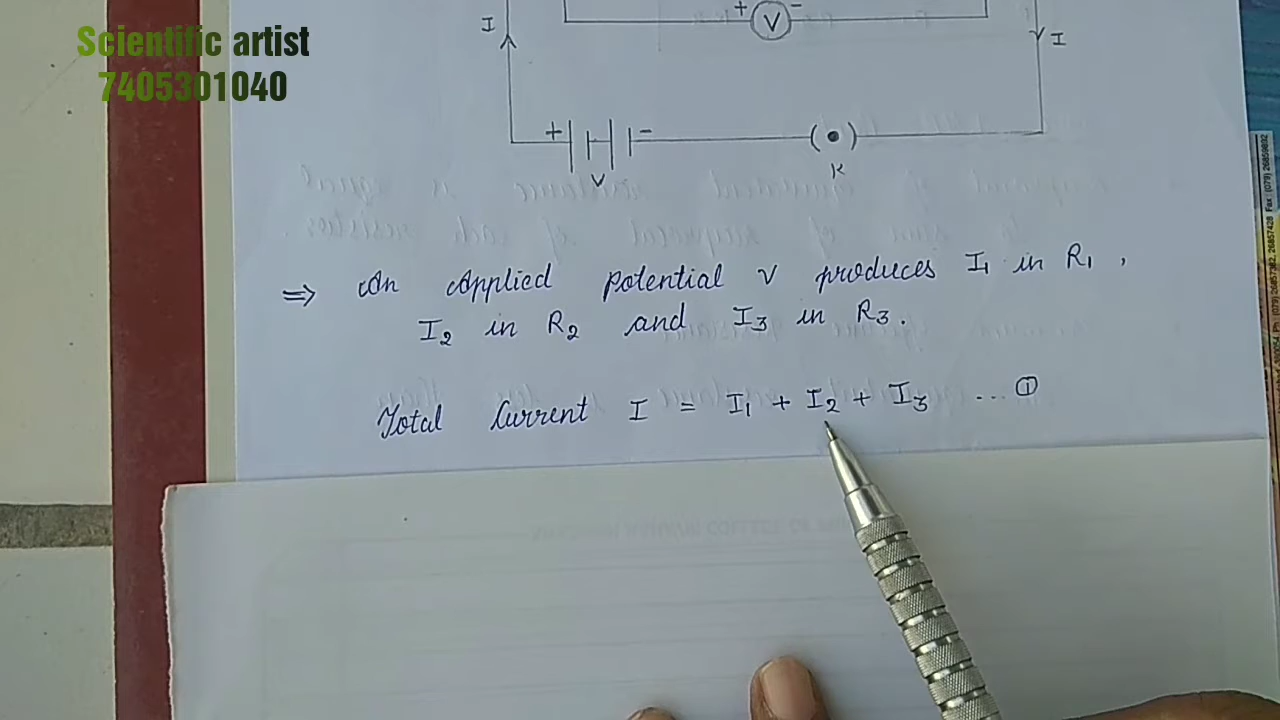 Scientific artist
7405301040
+ V -
I
I
+ -
V
K
⇒ An Applied Potential V produces I₁ in R₁ ,
I₂ in R₂ and I₃ in R₃.
Total Current I = I₁ + I₂ + I₃ ... ①